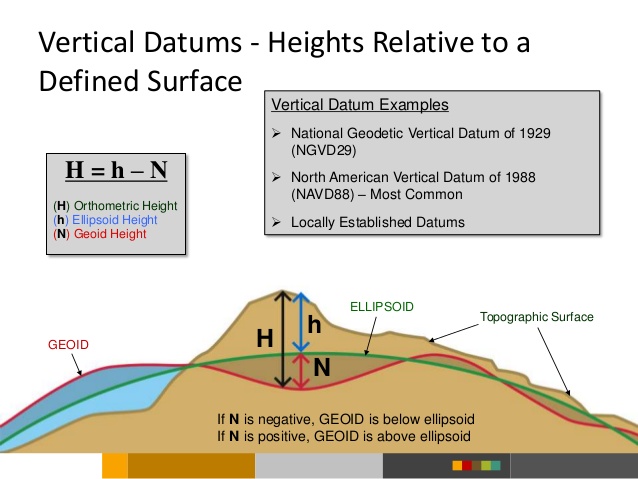 Vertical Datums - Heights Relative to a
Defined Surface
Vertical Datum Examples
➢ National Geodetic Vertical Datum of 1929
(NGVD29)
➢ North American Vertical Datum of 1988
(NAVD88) – Most Common
➢ Locally Established Datums
H = h – N
(H) Orthometric Height
(h) Ellipsoid Height
(N) Geoid Height
ELLIPSOID
Topographic Surface
GEOID
H
h
N
If N is negative, GEOID is below ellipsoid
If N is positive, GEOID is above ellipsoid